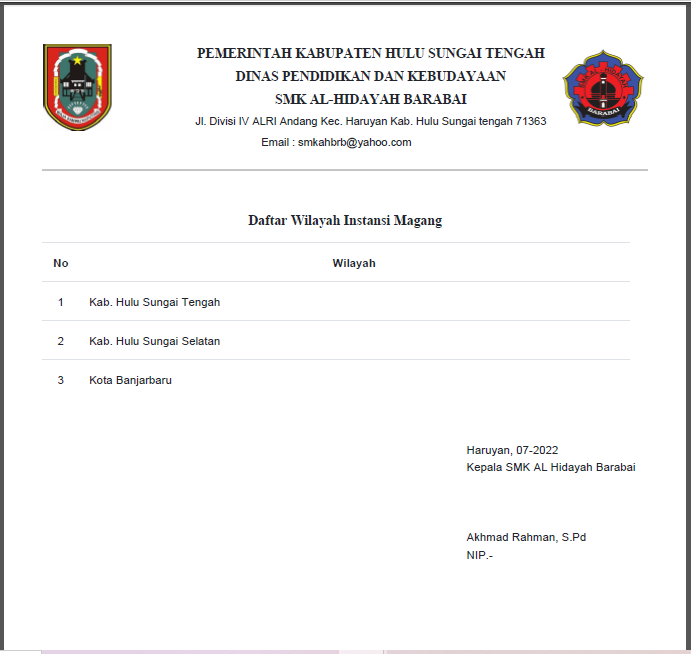 PEMERINTAH KABUPATEN HULU SUNGAI TENGAH
DINAS PENDIDIKAN DAN KEBUDAYAAN
SMK AL-HIDAYAH BARABAI
Jl. Divisi IV ALRI Andang Kec. Haruyan Kab. Hulu Sungai tengah 71363
Email : smkahbrb@yahoo.com
BARABAI
Daftar Wilayah Instansi Magang
No Wilayah
1 Kab. Hulu Sungai Tengah
2 Kab. Hulu Sungai Selatan
3 Kota Banjarbaru
Haruyan, 07-2022
Kepala SMK AL Hidayah Barabai
Akhmad Rahman, S.Pd
NIP.-